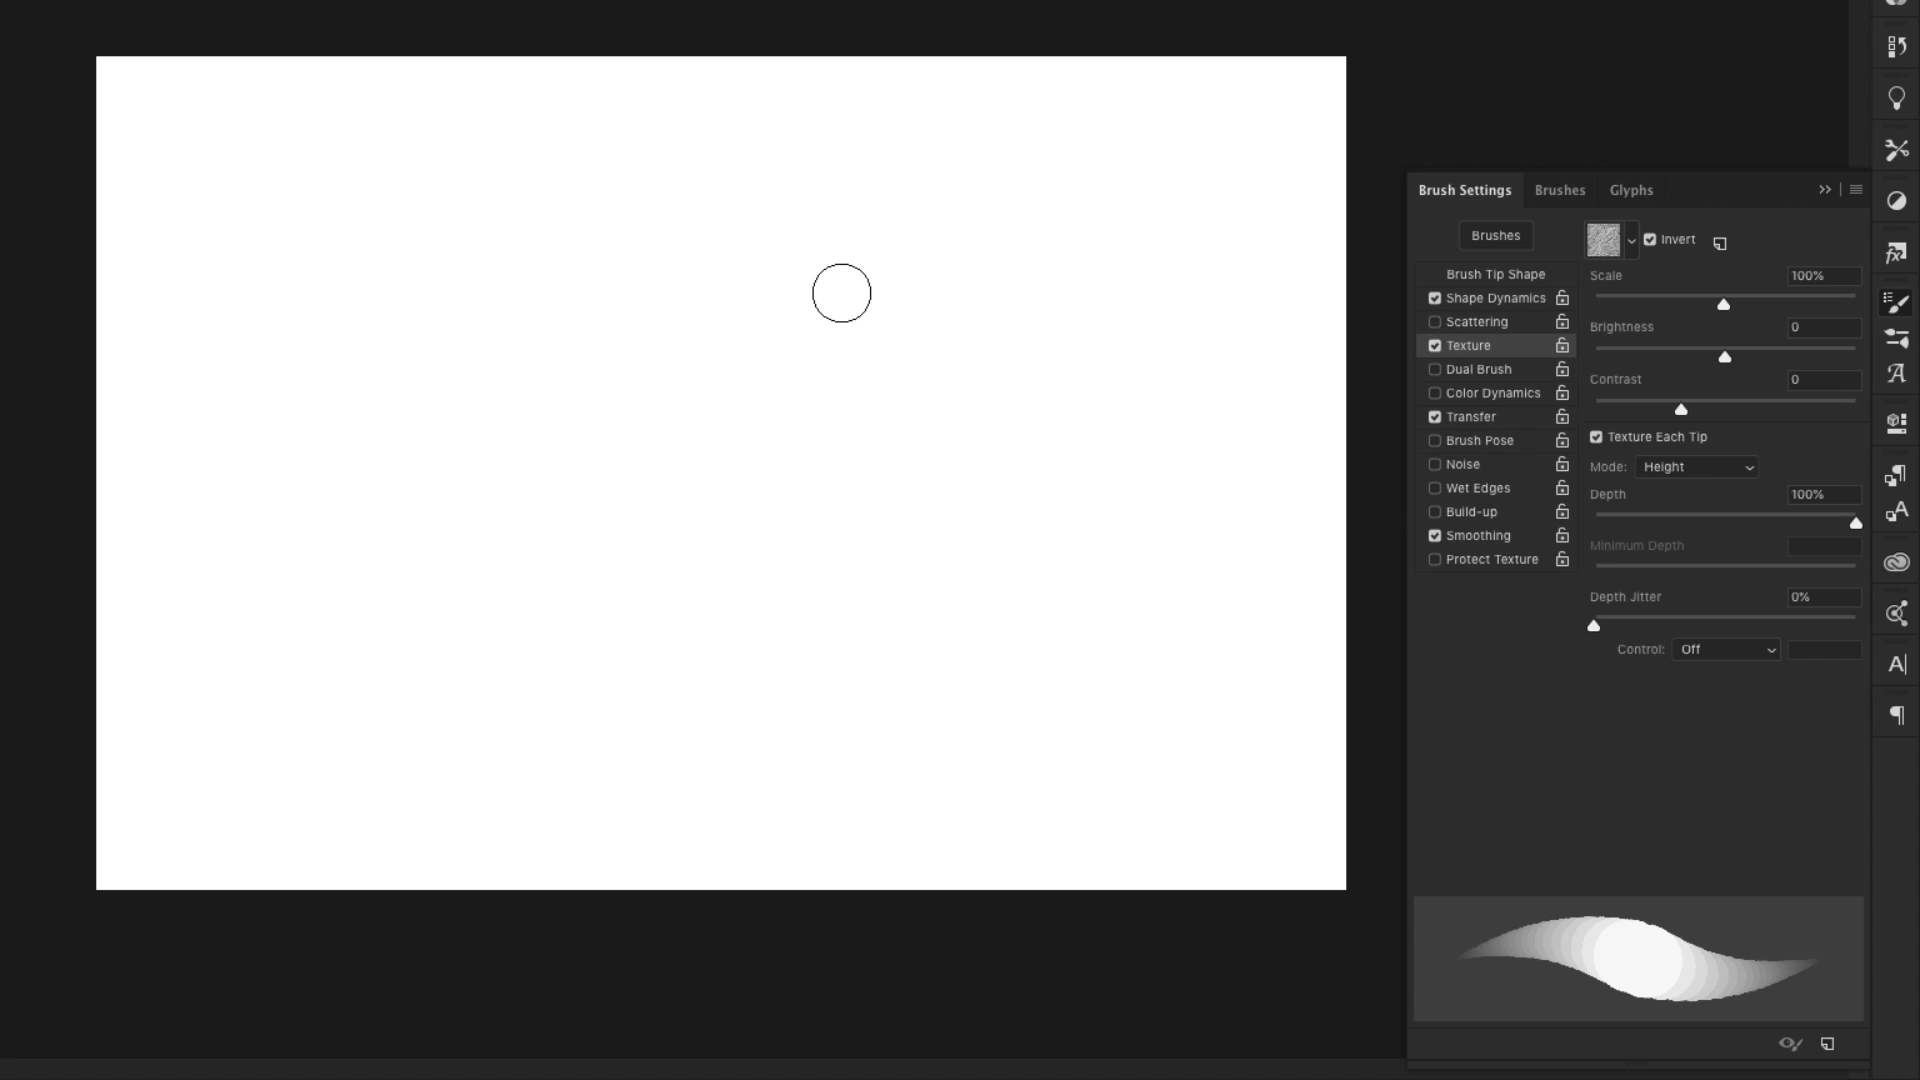 Brush Settings Brushes Glyphs
Brushes
Invert
Brush Tip Shape
Shape Dynamics
Scattering
Texture
Dual Brush
Color Dynamics
Transfer
Brush Pose
Noise
Wet Edges
Build-up
Smoothing
Protect Texture
Scale 100%
Brightness 0
Contrast 0
Texture Each Tip
Mode: Height
Depth 100%
Minimum Depth
Depth Jitter 0%
Control: Off